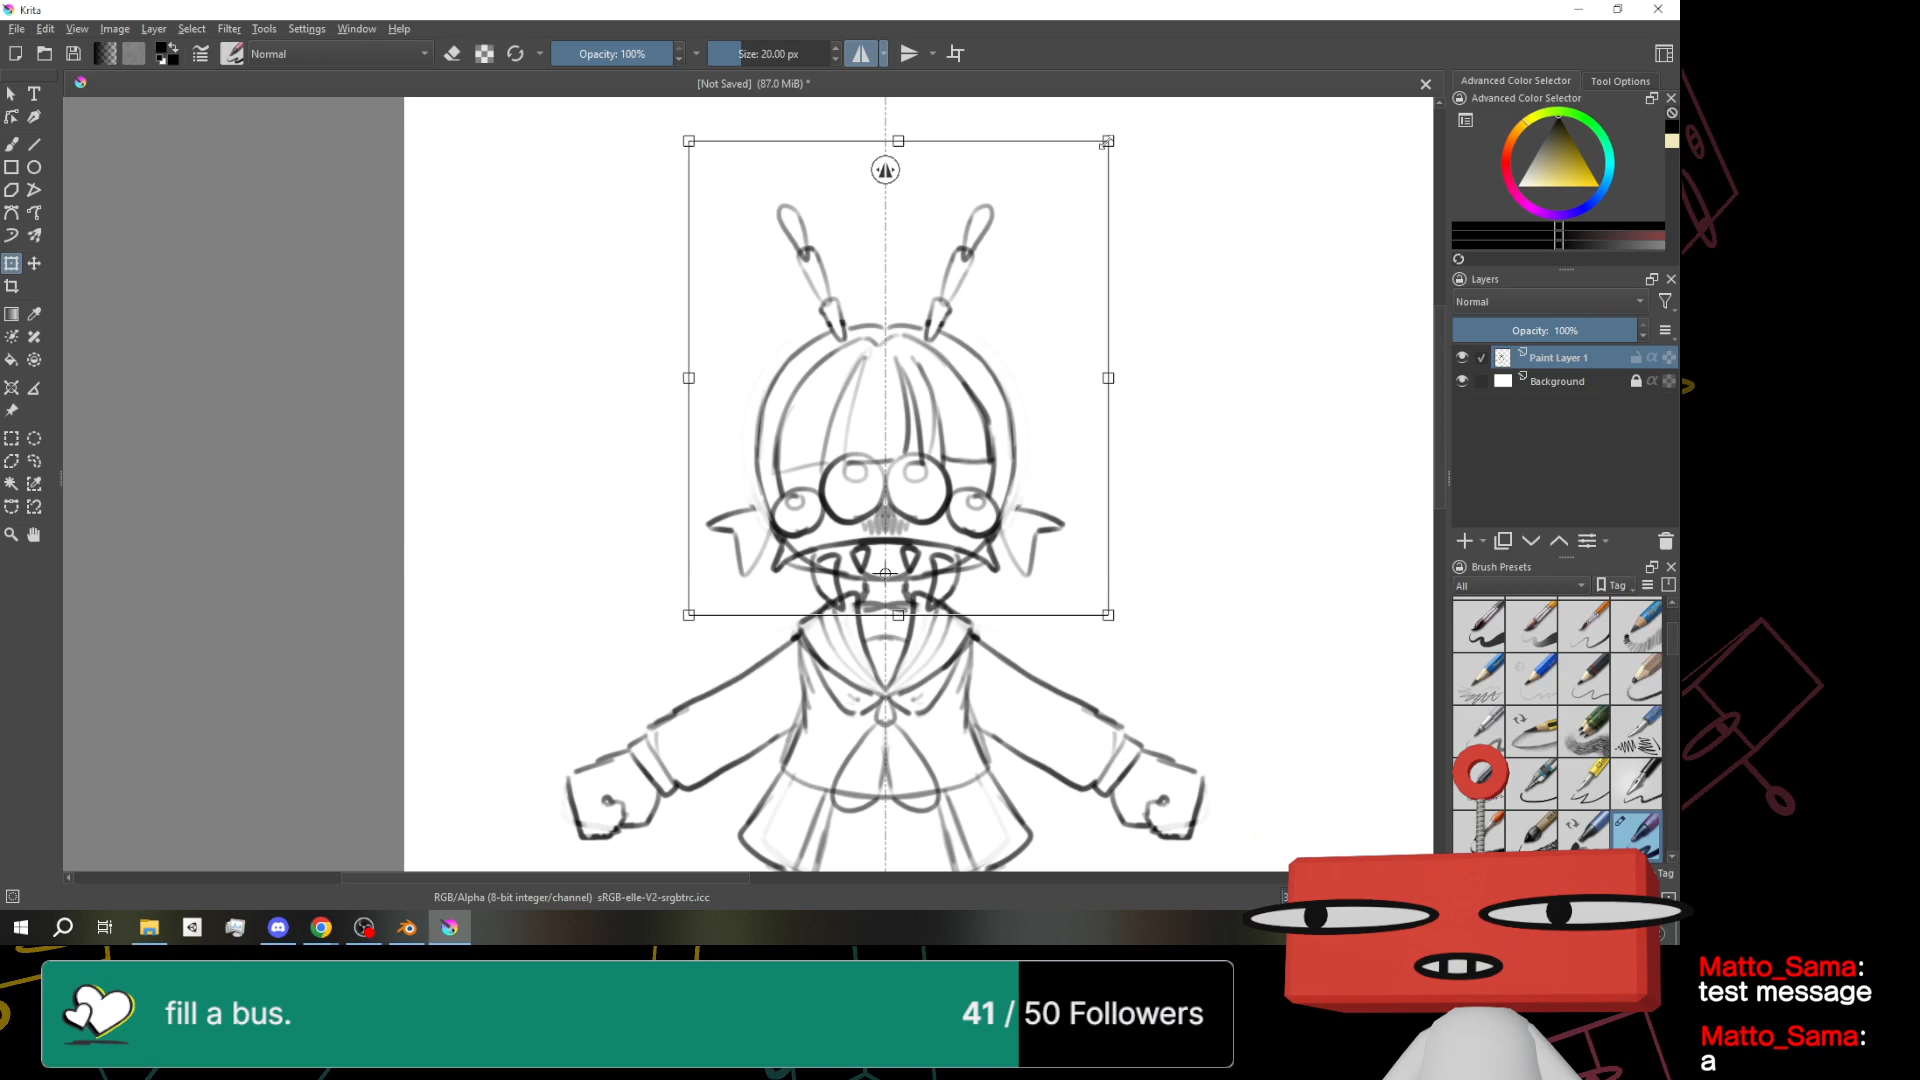 Krita
File Edit View Image Layer Select Filter Tools Settings Window Help
Normal
Opacity: 100%
Size: 20.00 px
[Not Saved] (87.0 MiB) *
Advanced Color Selector
Tool Options
Advanced Color Selector
Layers
Normal
Opacity: 100%
Paint Layer 1
Background
Brush Presets
All
Tag
Tag
RGB/Alpha (8-bit integer/channel) sRGB-elle-V2-srgbtrc.icc
fill a bus.
41 / 50 Followers
Matto_Sama:
test message
Matto_Sama:
a